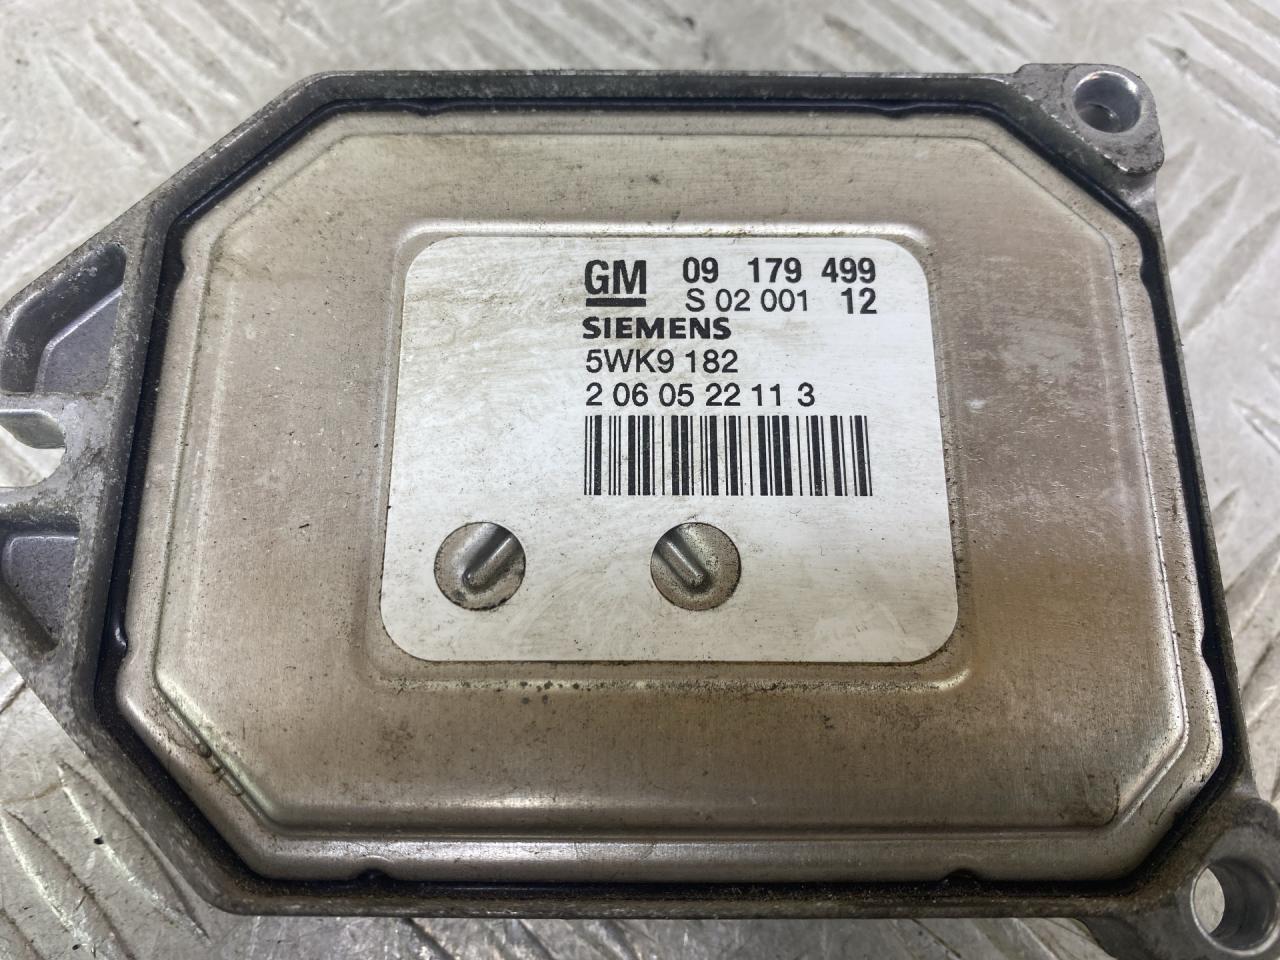 GM 09 179 499
S 02 001 12
SIEMENS
5WK9 182
2 06 05 22 11 3